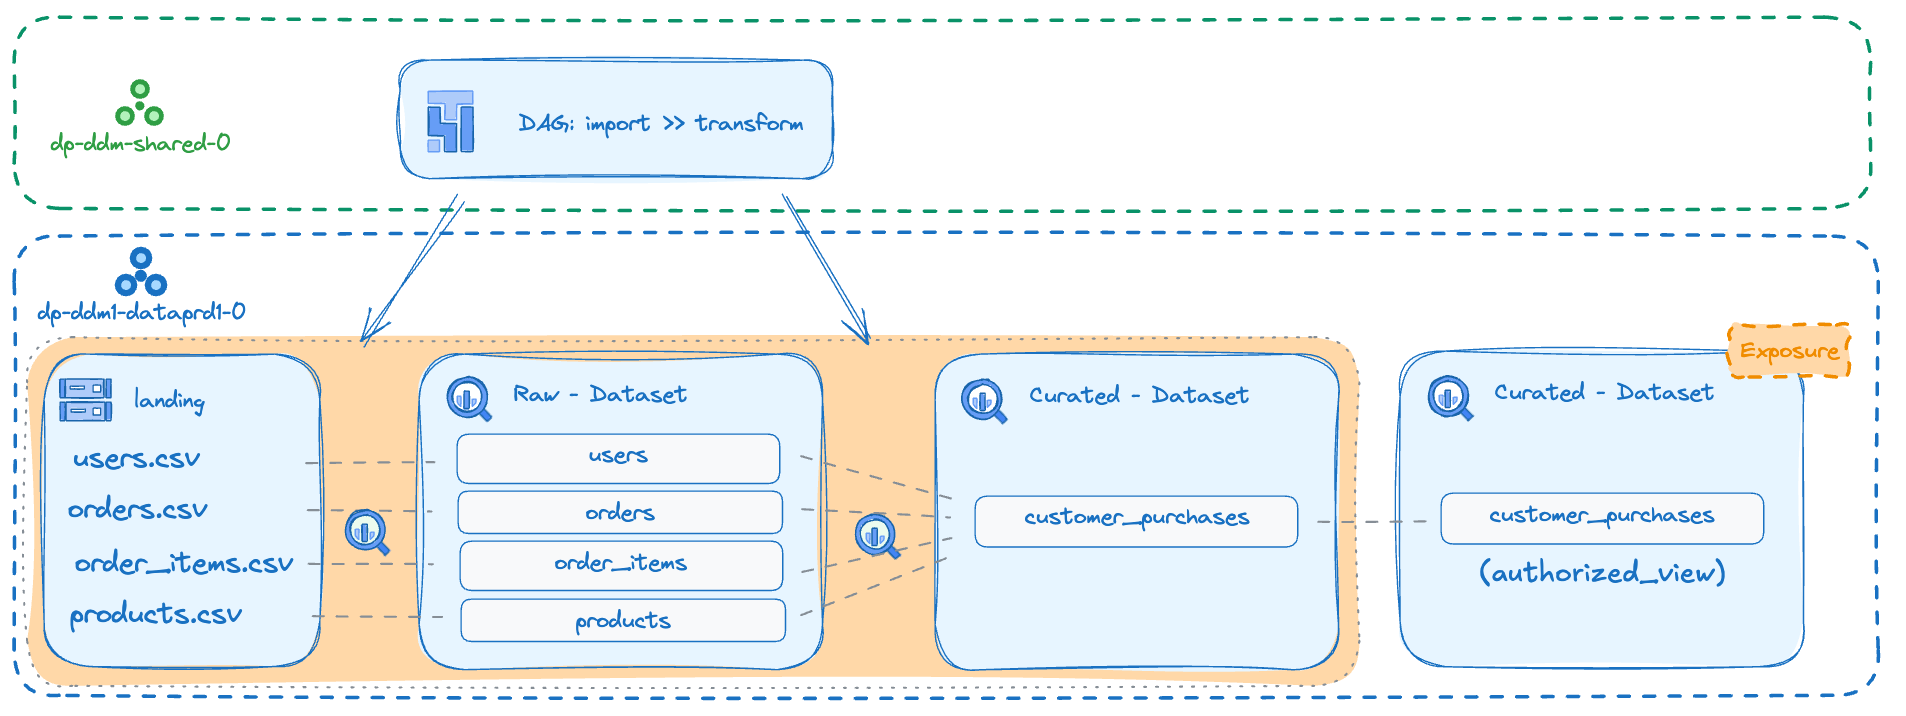 dp-ddm-shared-0
DAG: import >> transform
dp-ddm1-dataprd1-0
Exposure
landing
users.csv
orders.csv
order_items.csv
products.csv
Raw - Dataset
users
orders
order_items
products
Curated - Dataset
customer_purchases
Curated - Dataset
customer_purchases
(authorized_view)